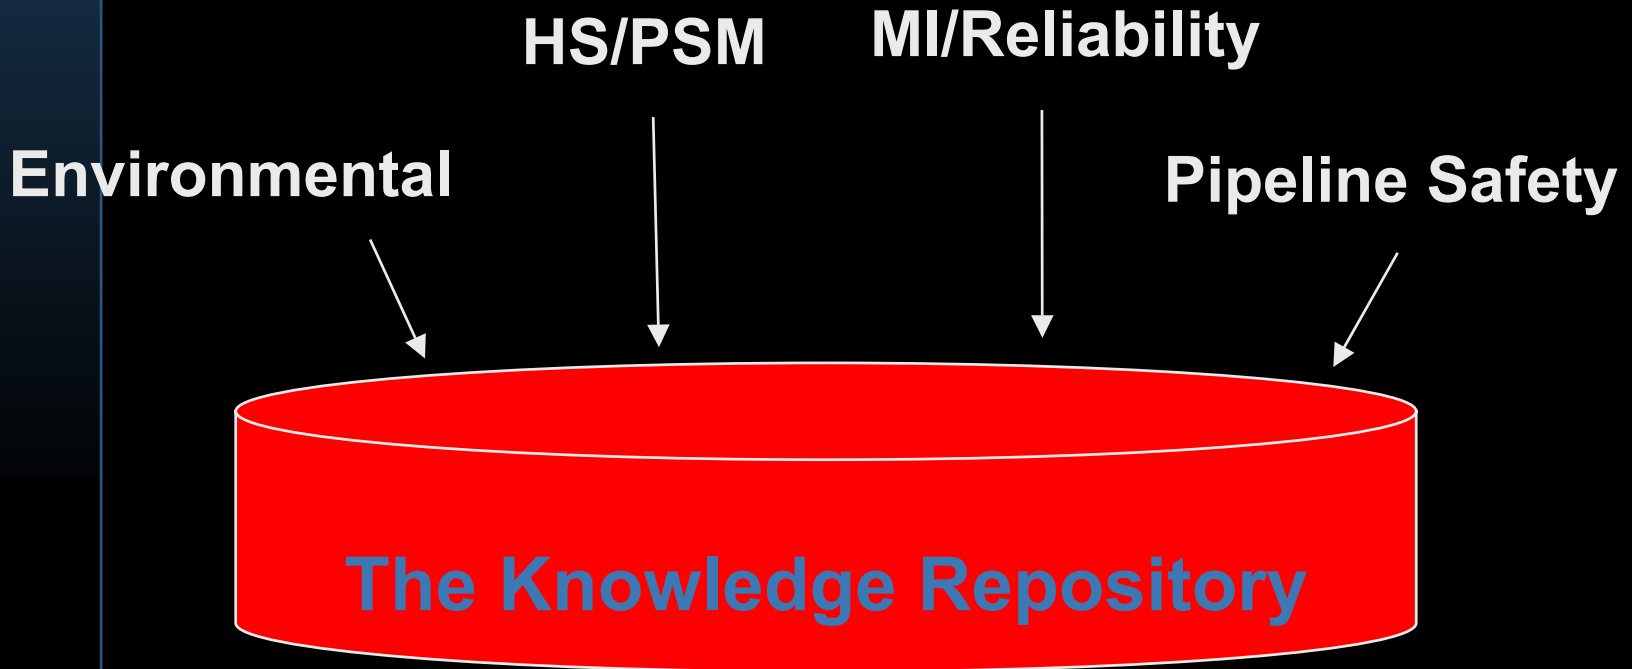 HS/PSM
MI/Reliability
Environmental
Pipeline Safety
The Knowledge Repository